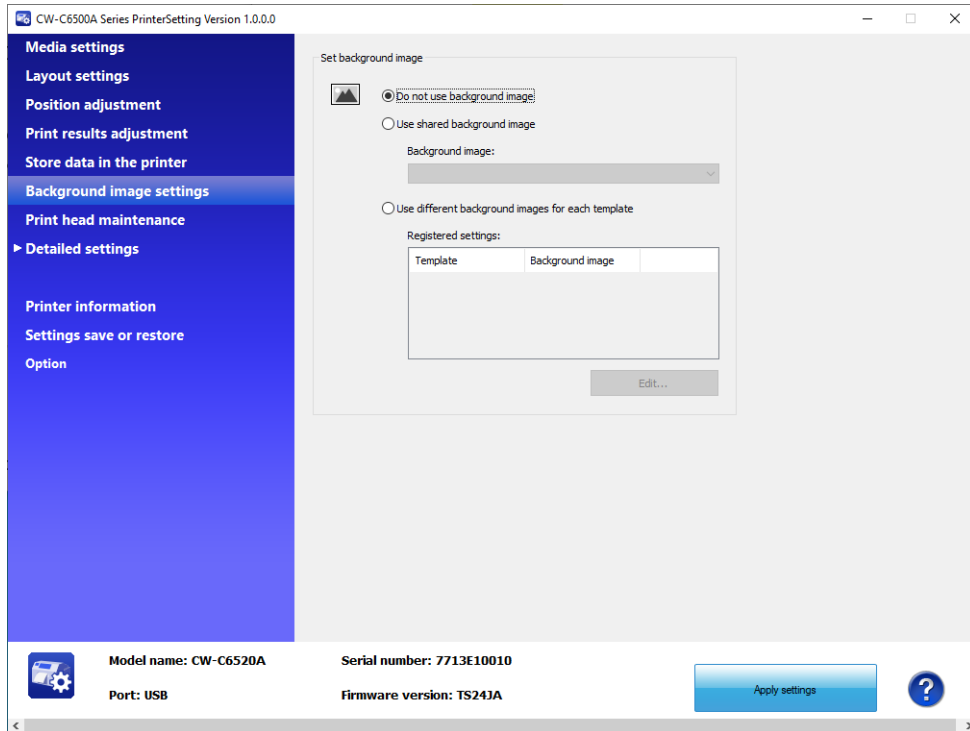 CW-C6500A Series PrinterSetting Version 1.0.0.0
Media settings
Layout settings
Position adjustment
Print results adjustment
Store data in the printer
Background image settings
Print head maintenance
Detailed settings
Printer information
Settings save or restore
Option
Set background image
Do not use background image
Use shared background image
Background image:
Use different background images for each template
Registered settings:
Template Background image
Edit...
Model name: CW-C6520A Serial number: 7713E10010
Port: USB Firmware version: TS24JA
Apply settings
?